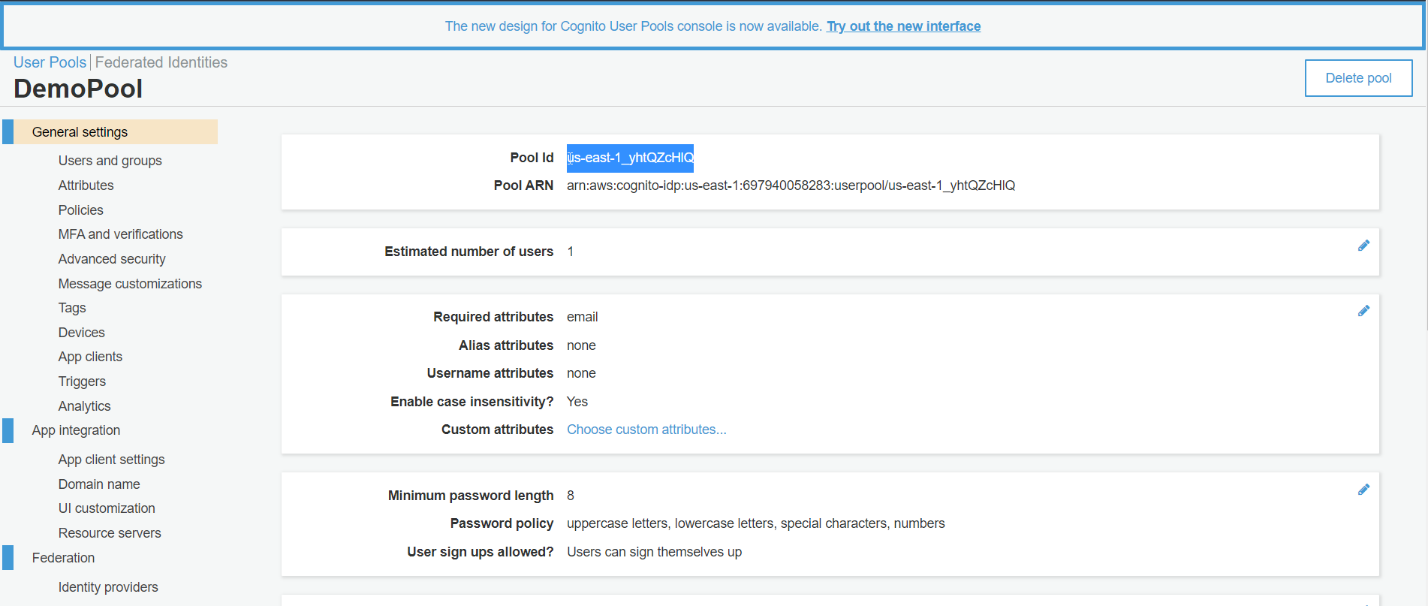 The new design for Cognito User Pools console is now available. Try out the new interface
User Pools | Federated Identities
DemoPool
Delete pool
General settings
Users and groups
Attributes
Policies
MFA and verifications
Advanced security
Message customizations
Tags
Devices
App clients
Triggers
Analytics
App integration
App client settings
Domain name
UI customization
Resource servers
Federation
Identity providers
Pool Id us-east-1_yhtQZcHlQ
Pool ARN arn:aws:cognito-idp:us-east-1:697940058283:userpool/us-east-1_yhtQZcHlQ
Estimated number of users 1
Required attributes email
Alias attributes none
Username attributes none
Enable case insensitivity? Yes
Custom attributes Choose custom attributes...
Minimum password length 8
Password policy uppercase letters, lowercase letters, special characters, numbers
User sign ups allowed? Users can sign themselves up